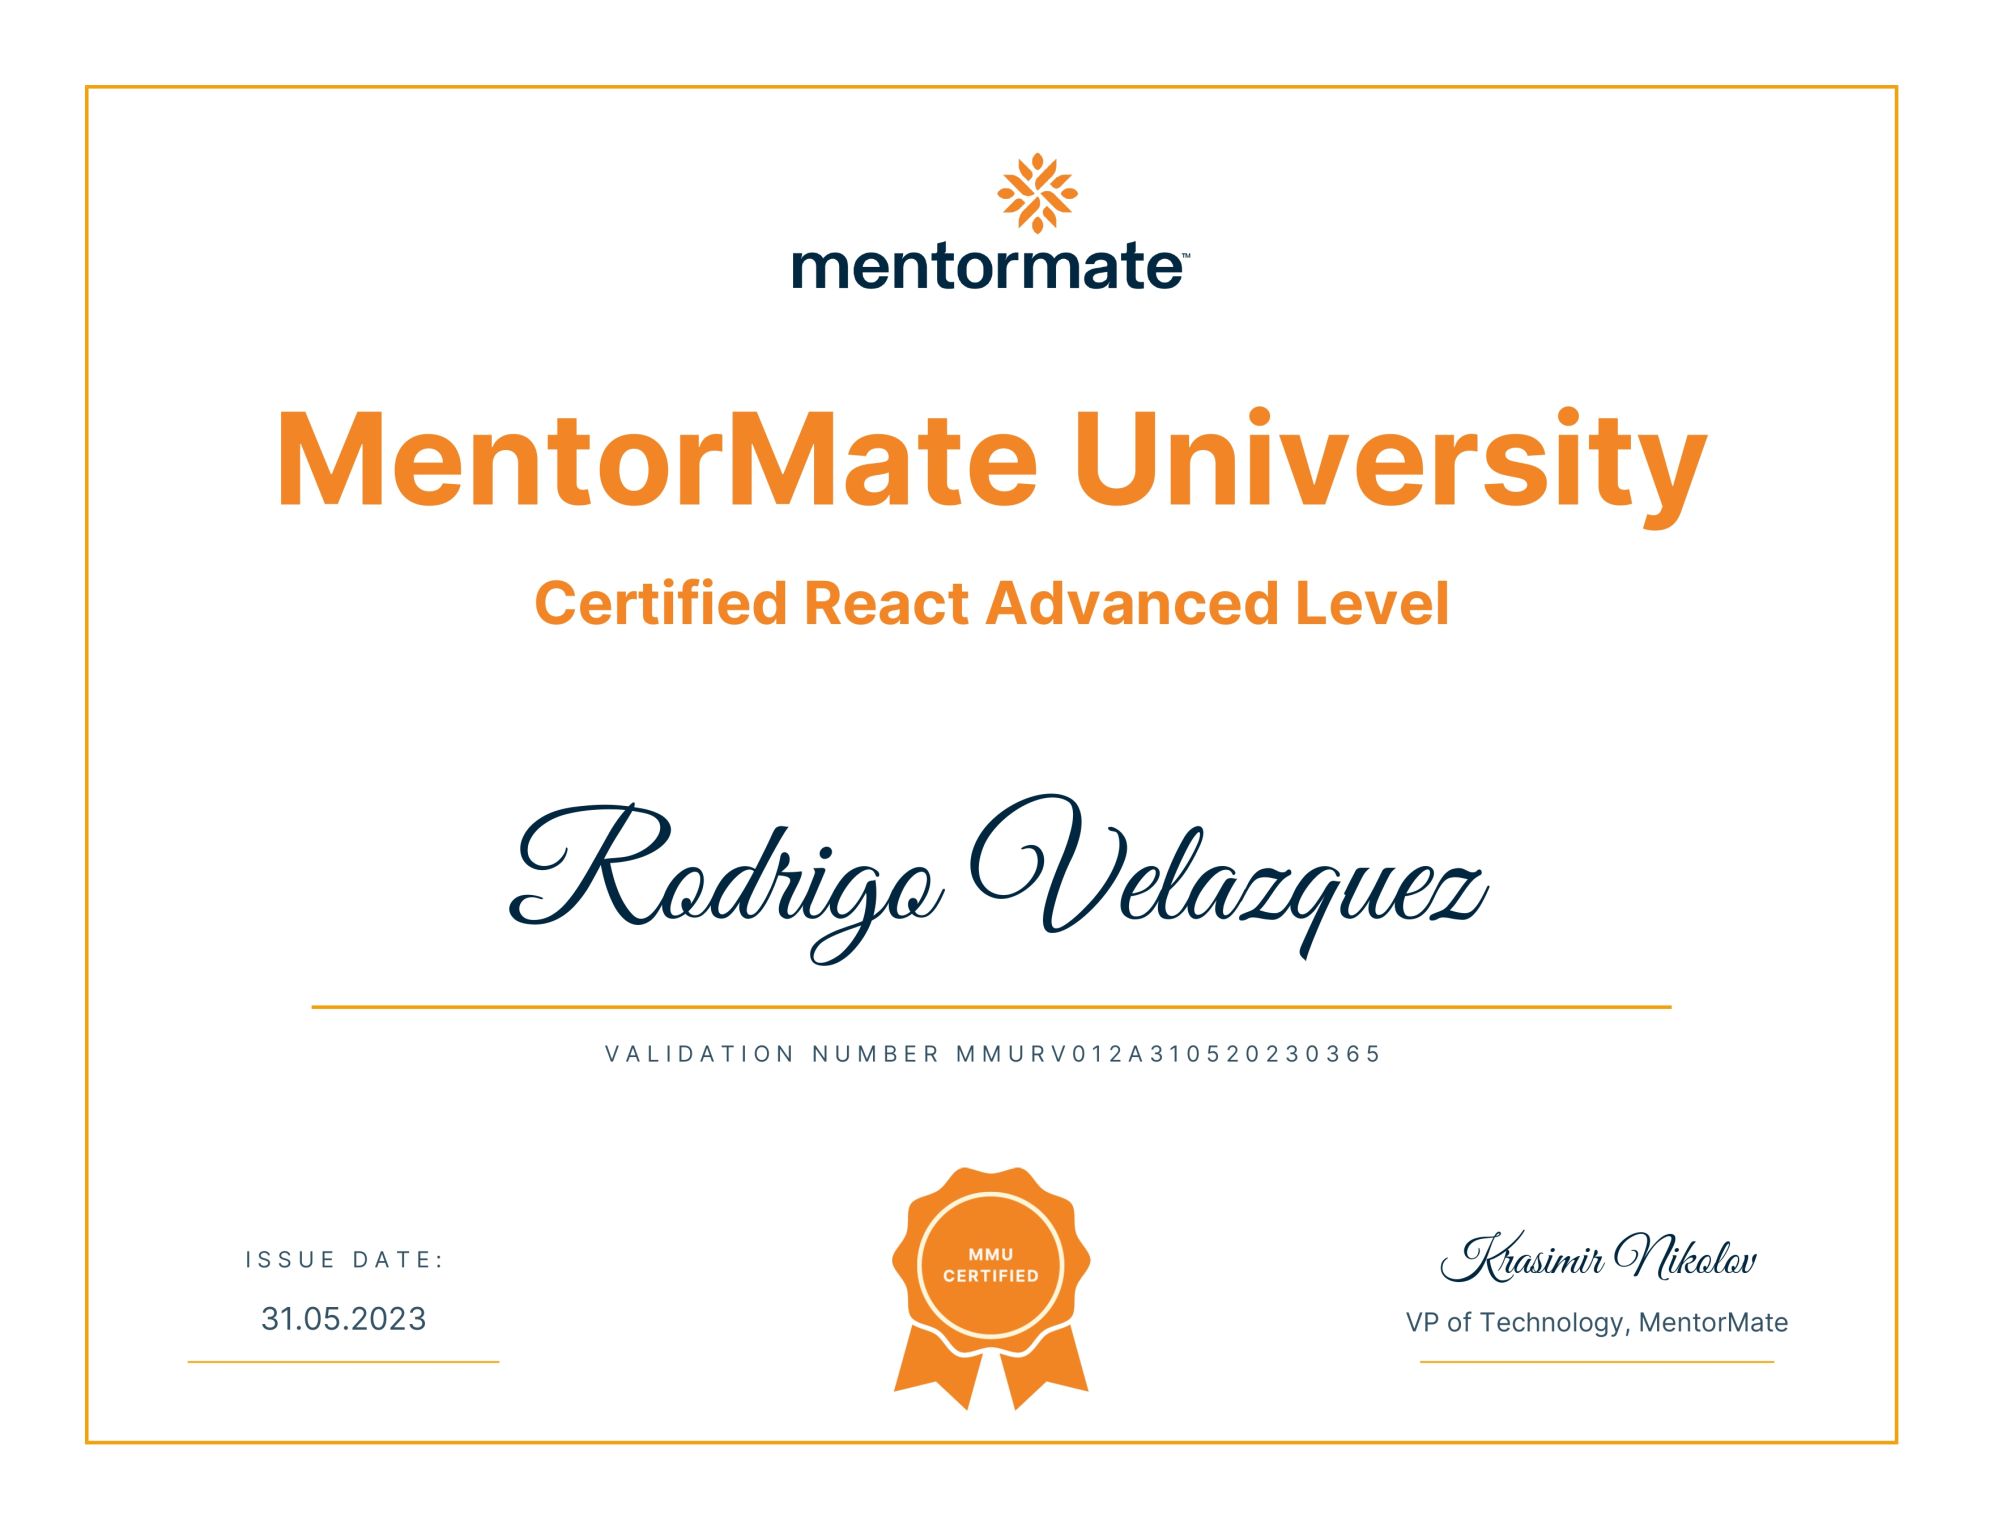 mentormate™
MentorMate University
Certified React Advanced Level
Rodrigo Velazquez
VALIDATION NUMBER MMURV012A310520230365
ISSUE DATE:
31.05.2023
MMU
CERTIFIED
Krasimir Nikolov
VP of Technology, MentorMate